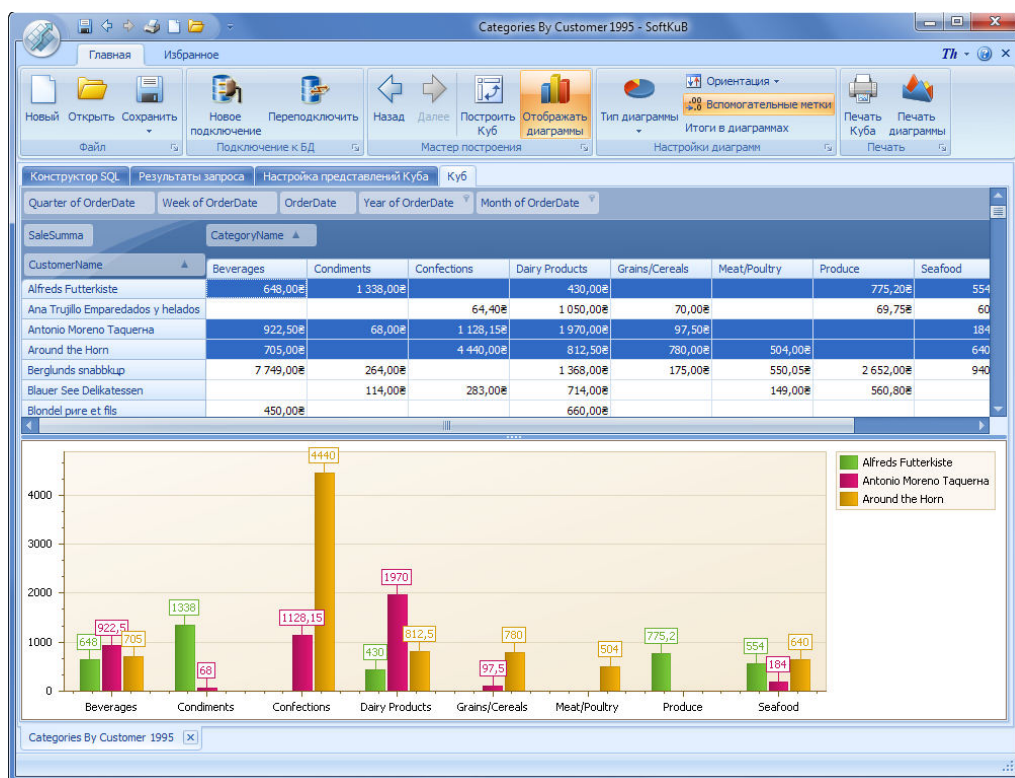 Categories By Customer 1995 - SoftKuB
Главная Избранное
Th
Новый Открыть Сохранить Новое подключение Переподключить Назад Далее Построить Куб Отображать диаграммы Тип диаграммы Ориентация Вспомогательные метки Итоги в диаграммах Печать Куба Печать диаграммы
Файл Подключение к БД Мастер построения Настройки диаграмм Печать
Конструктор SQL Результаты запроса Настройка представлений Куба Куб
Quarter of OrderDate Week of OrderDate OrderDate Year of OrderDate Month of OrderDate
SaleSumma CategoryName
CustomerName Beverages Condiments Confections Dairy Products Grains/Cereals Meat/Poultry Produce Seafood
Alfreds Futterkiste 648,00₴ 1 338,00₴ 430,00₴ 775,20₴ 554
Ana Trujillo Emparedados y helados 64,40₴ 1 050,00₴ 70,00₴ 69,75₴ 60
Antonio Moreno Taquerнa 922,50₴ 68,00₴ 1 128,15₴ 1 970,00₴ 97,50₴ 184
Around the Horn 705,00₴ 4 440,00₴ 812,50₴ 780,00₴ 504,00₴ 640
Berglunds snabbkцp 7 749,00₴ 264,00₴ 1 368,00₴ 175,00₴ 550,05₴ 2 652,00₴ 940
Blauer See Delikatessen 114,00₴ 283,00₴ 714,00₴ 149,00₴ 560,80₴
Blondel pиre et fils 450,00₴ 660,00₴
4440
Alfreds Futterkiste
Antonio Moreno Taquerнa
Around the Horn
4000
3000
2000
1970
1338
1128,15
1000
648 922,5 705 68 430 812,5 97,5 780 504 775,2 554 184 640
0
Beverages Condiments Confections Dairy Products Grains/Cereals Meat/Poultry Produce Seafood
Categories By Customer 1995